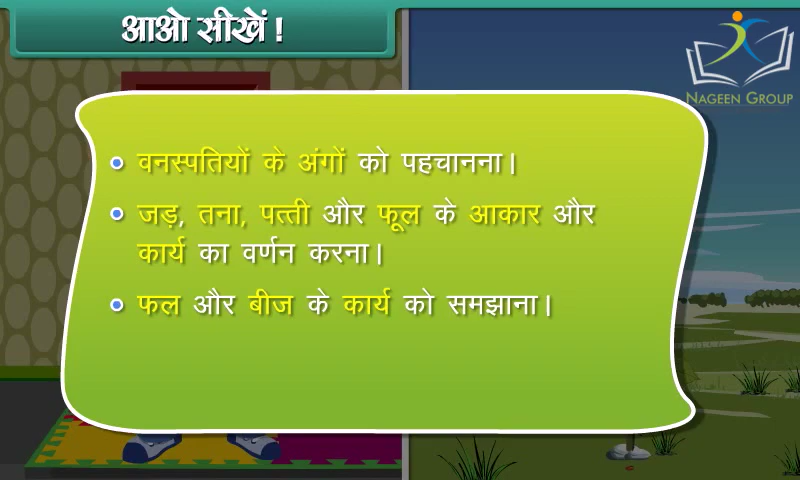 आओ सीखें!
NAGEEN GROUP
वनस्पतियों के अंगों को पहचानना।
जड़, तना, पत्ती और फूल के आकार और
कार्य का वर्णन करना।
फल और बीज के कार्य को समझाना।